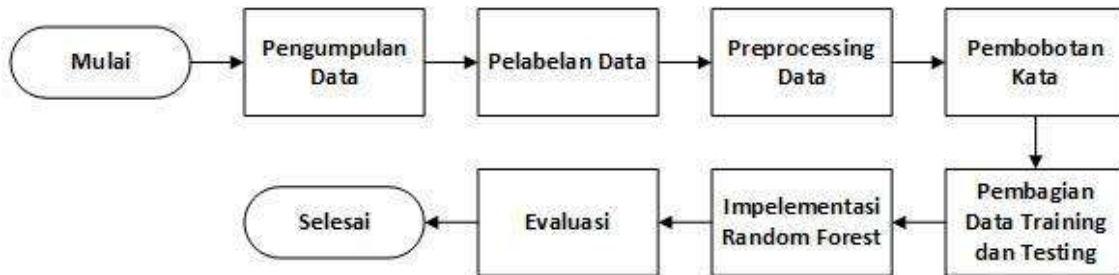 Mulai
Pengumpulan
Data
Pelabelan Data
Preprocessing
Data
Pembobotan
Kata
Pembagian
Data Training
dan Testing
Impelementasi
Random Forest
Evaluasi
Selesai